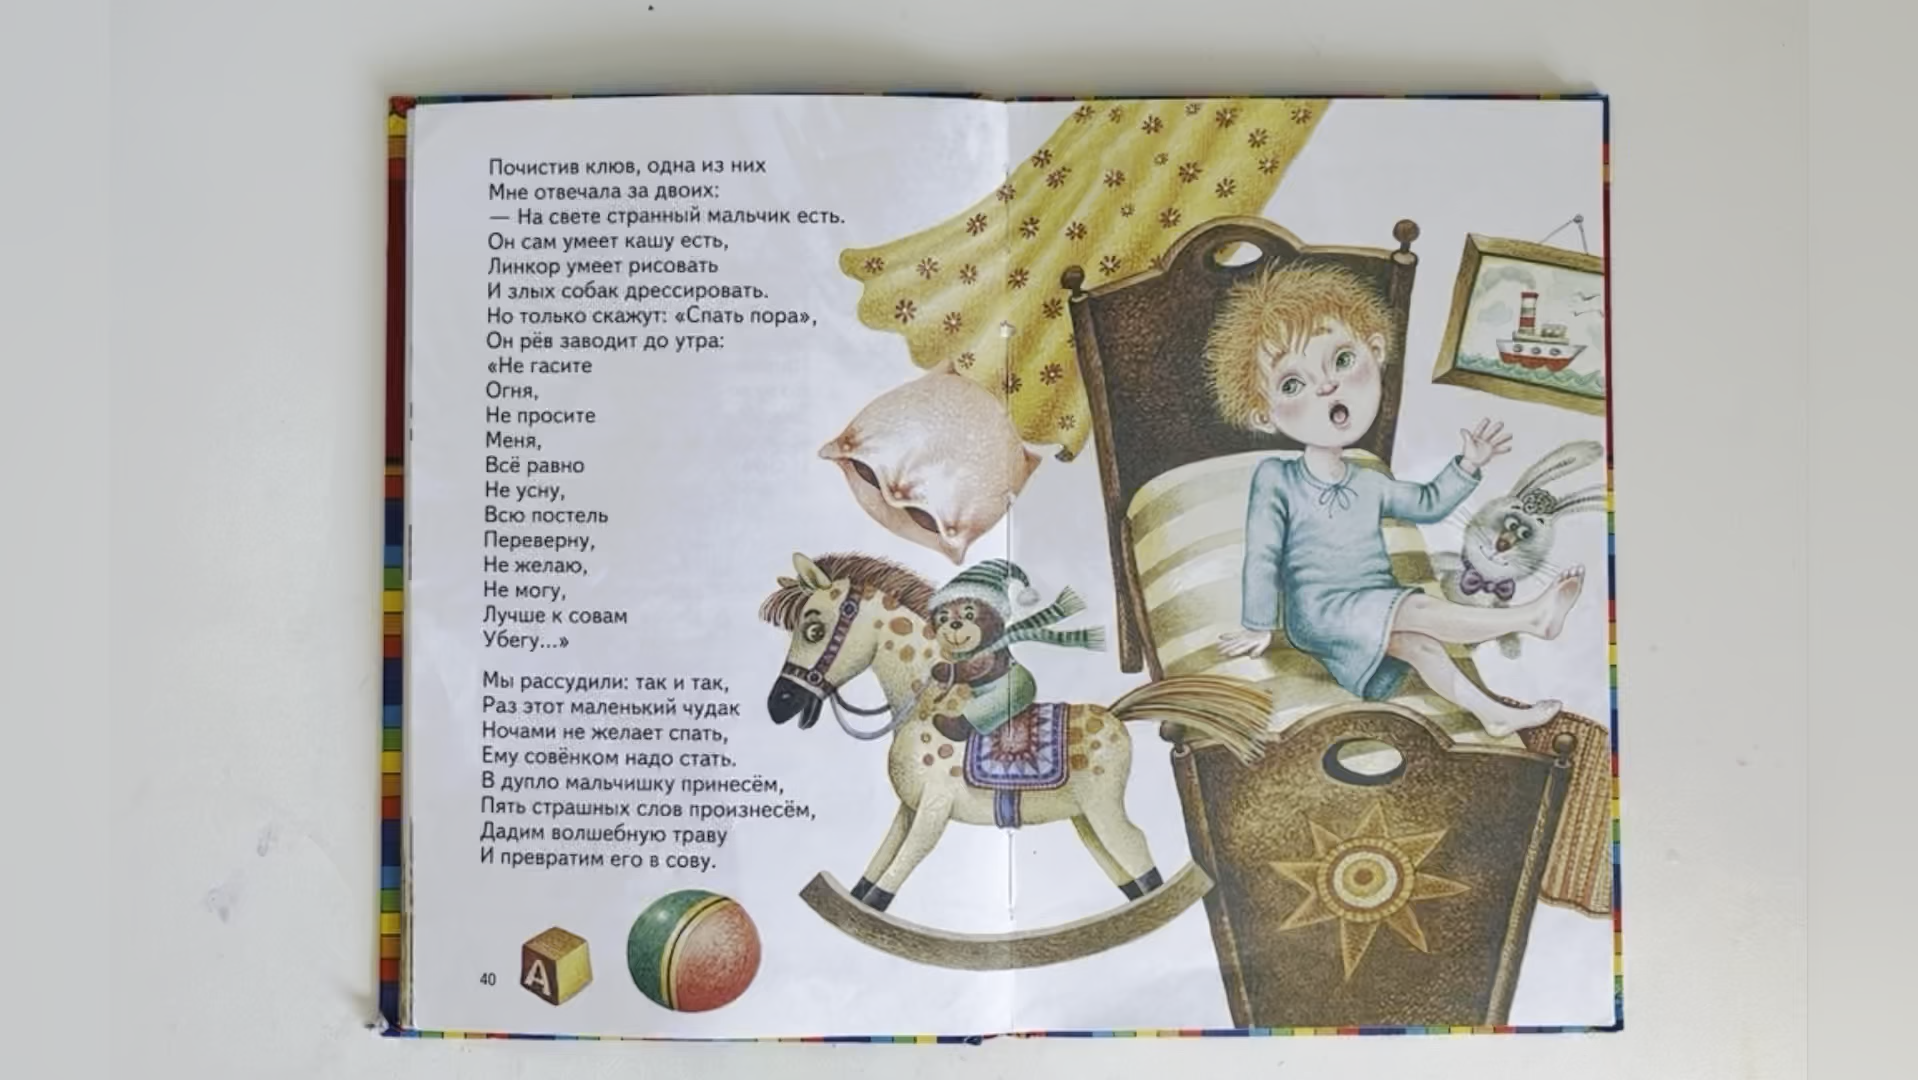 Почистив клюв, одна из них
Мне отвечала за двоих:
— На свете странный мальчик есть.
Он сам умеет кашу есть,
Линкор умеет рисовать
И злых собак дрессировать.
Но только скажут: «Спать пора»,
Он рёв заводит до утра:
«Не гасите
Огня,
Не просите
Меня,
Всё равно
Не усну,
Всю постель
Переверну,
Не желаю,
Не могу,
Лучше к совам
Убегу...»
Мы рассудили: так и так,
Раз этот маленький чудак
Ночами не желает спать,
Ему совёнком надо стать.
В дупло мальчишку принесём,
Пять страшных слов произнесём,
Дадим волшебную траву
И превратим его в сову.
40
А